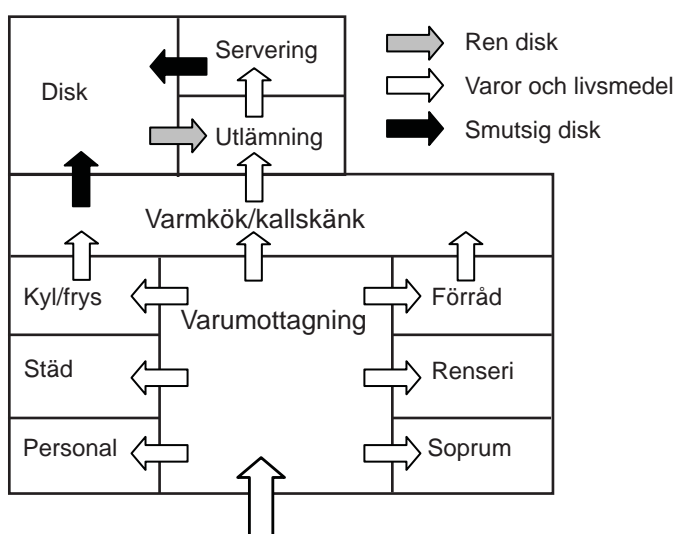 Servering
Ren disk
Disk
Varor och livsmedel
Utlämning
Smutsig disk
Varmkök/kallskänk
Kyl/frys
Varumottagning
Förråd
Städ
Renseri
Personal
Soprum